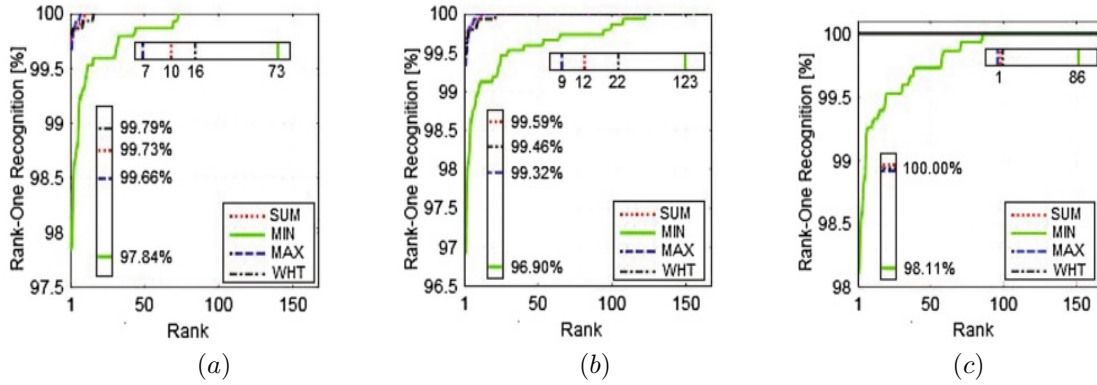 100
99.5
99
98.5
98
97.5
Rank-One Recognition [%]
7 10 16 73
99.79%
99.73%
99.66%
97.84%
SUM
MIN
MAX
WHT
1 50 100 150
Rank
(a)
100
99.5
99
98.5
98
97.5
97
96.5
Rank-One Recognition [%]
9 12 22 123
99.59%
99.46%
99.32%
96.90%
SUM
MIN
MAX
WHT
1 50 100 150
Rank
(b)
100
99.5
99
98.5
98
Rank-One Recognition [%]
1 86
100.00%
98.11%
SUM
MIN
MAX
WHT
1 50 100 150
Rank
(c)